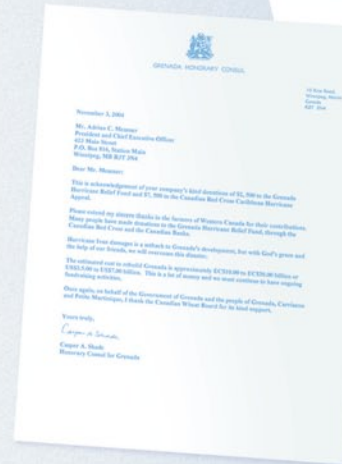 GRENADA HONORARY CONSUL
Winnipeg,
Canada
November 3, 2004
Mr. Adrian C. Measner
President and Chief Executive Officer
423 Main Street
P.O. Box 816, Station Main
Winnipeg, MB
Dear Mr. Measner:
This is acknowledgement of your company's kind donations of $2, 500 to the Grenada
Hurricane Relief Fund and $7, 500 to the Canadian Red Cross Caribbean Hurricane
Appeal.
Please extend my sincere thanks to the farmers of Western Canada for their contributions.
Many people have made donations to the Grenada Hurricane Relief Fund, through the
Canadian Red Cross and the Canadian Banks.
Hurricane Ivan damages is a setback to Grenada's development, but with God's grace and
the help of our friends, we will overcome this disaster.
The estimated cost to rebuild Grenada is approximately billion or
billion. This is a lot of money and we must continue to have ongoing
fundraising activities.
Once again, on behalf of the Government of Grenada and the people of Grenada, Carriacou
and Petite Martinique, I thank the Canadian Wheat Board for its kind support.
Yours truly,
Casper A. Shade
Honorary Consul for Grenada